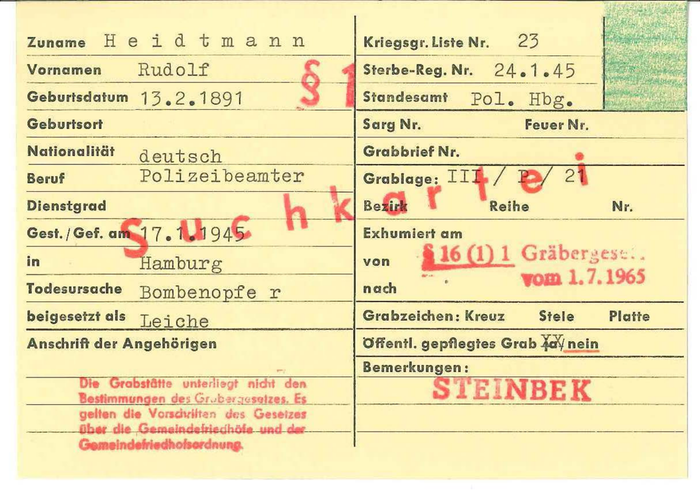 Zuname Heidtmann
Vornamen Rudolf
§ 1
Geburtsdatum 13.2.1891
Geburtsort
Nationalität deutsch
Beruf Polizeibeamter
Dienstgrad
Suchkartei
Gest./Gef. am 17.1.1945
in Hamburg
Todesursache Bombenopfe r
beigesetzt als Leiche
Anschrift der Angehörigen
Die Grabstätte unterliegt nicht den
Bestimmungen des Grabergesetzes. Es
gelten die Vorschriften des Gesetzes
über die Gemeindefriedhöfe und der
Gemeindefriedhofsordnung.
Kriegsgr. Liste Nr. 23
Sterbe-Reg. Nr. 24.1.45
Standesamt Pol. Hbg.
Sarg Nr. Feuer Nr.
Grabbrief Nr.
Grablage: III / P / 21
Bezirk Reihe Nr.
Exhumiert am
von § 16 (1) 1 Gräberges
nach vom 1.7.1965
Grabzeichen: Kreuz Stele Platte
Öffentl. gepflegtes Grab ja/nein
Bemerkungen:
STEINBEK